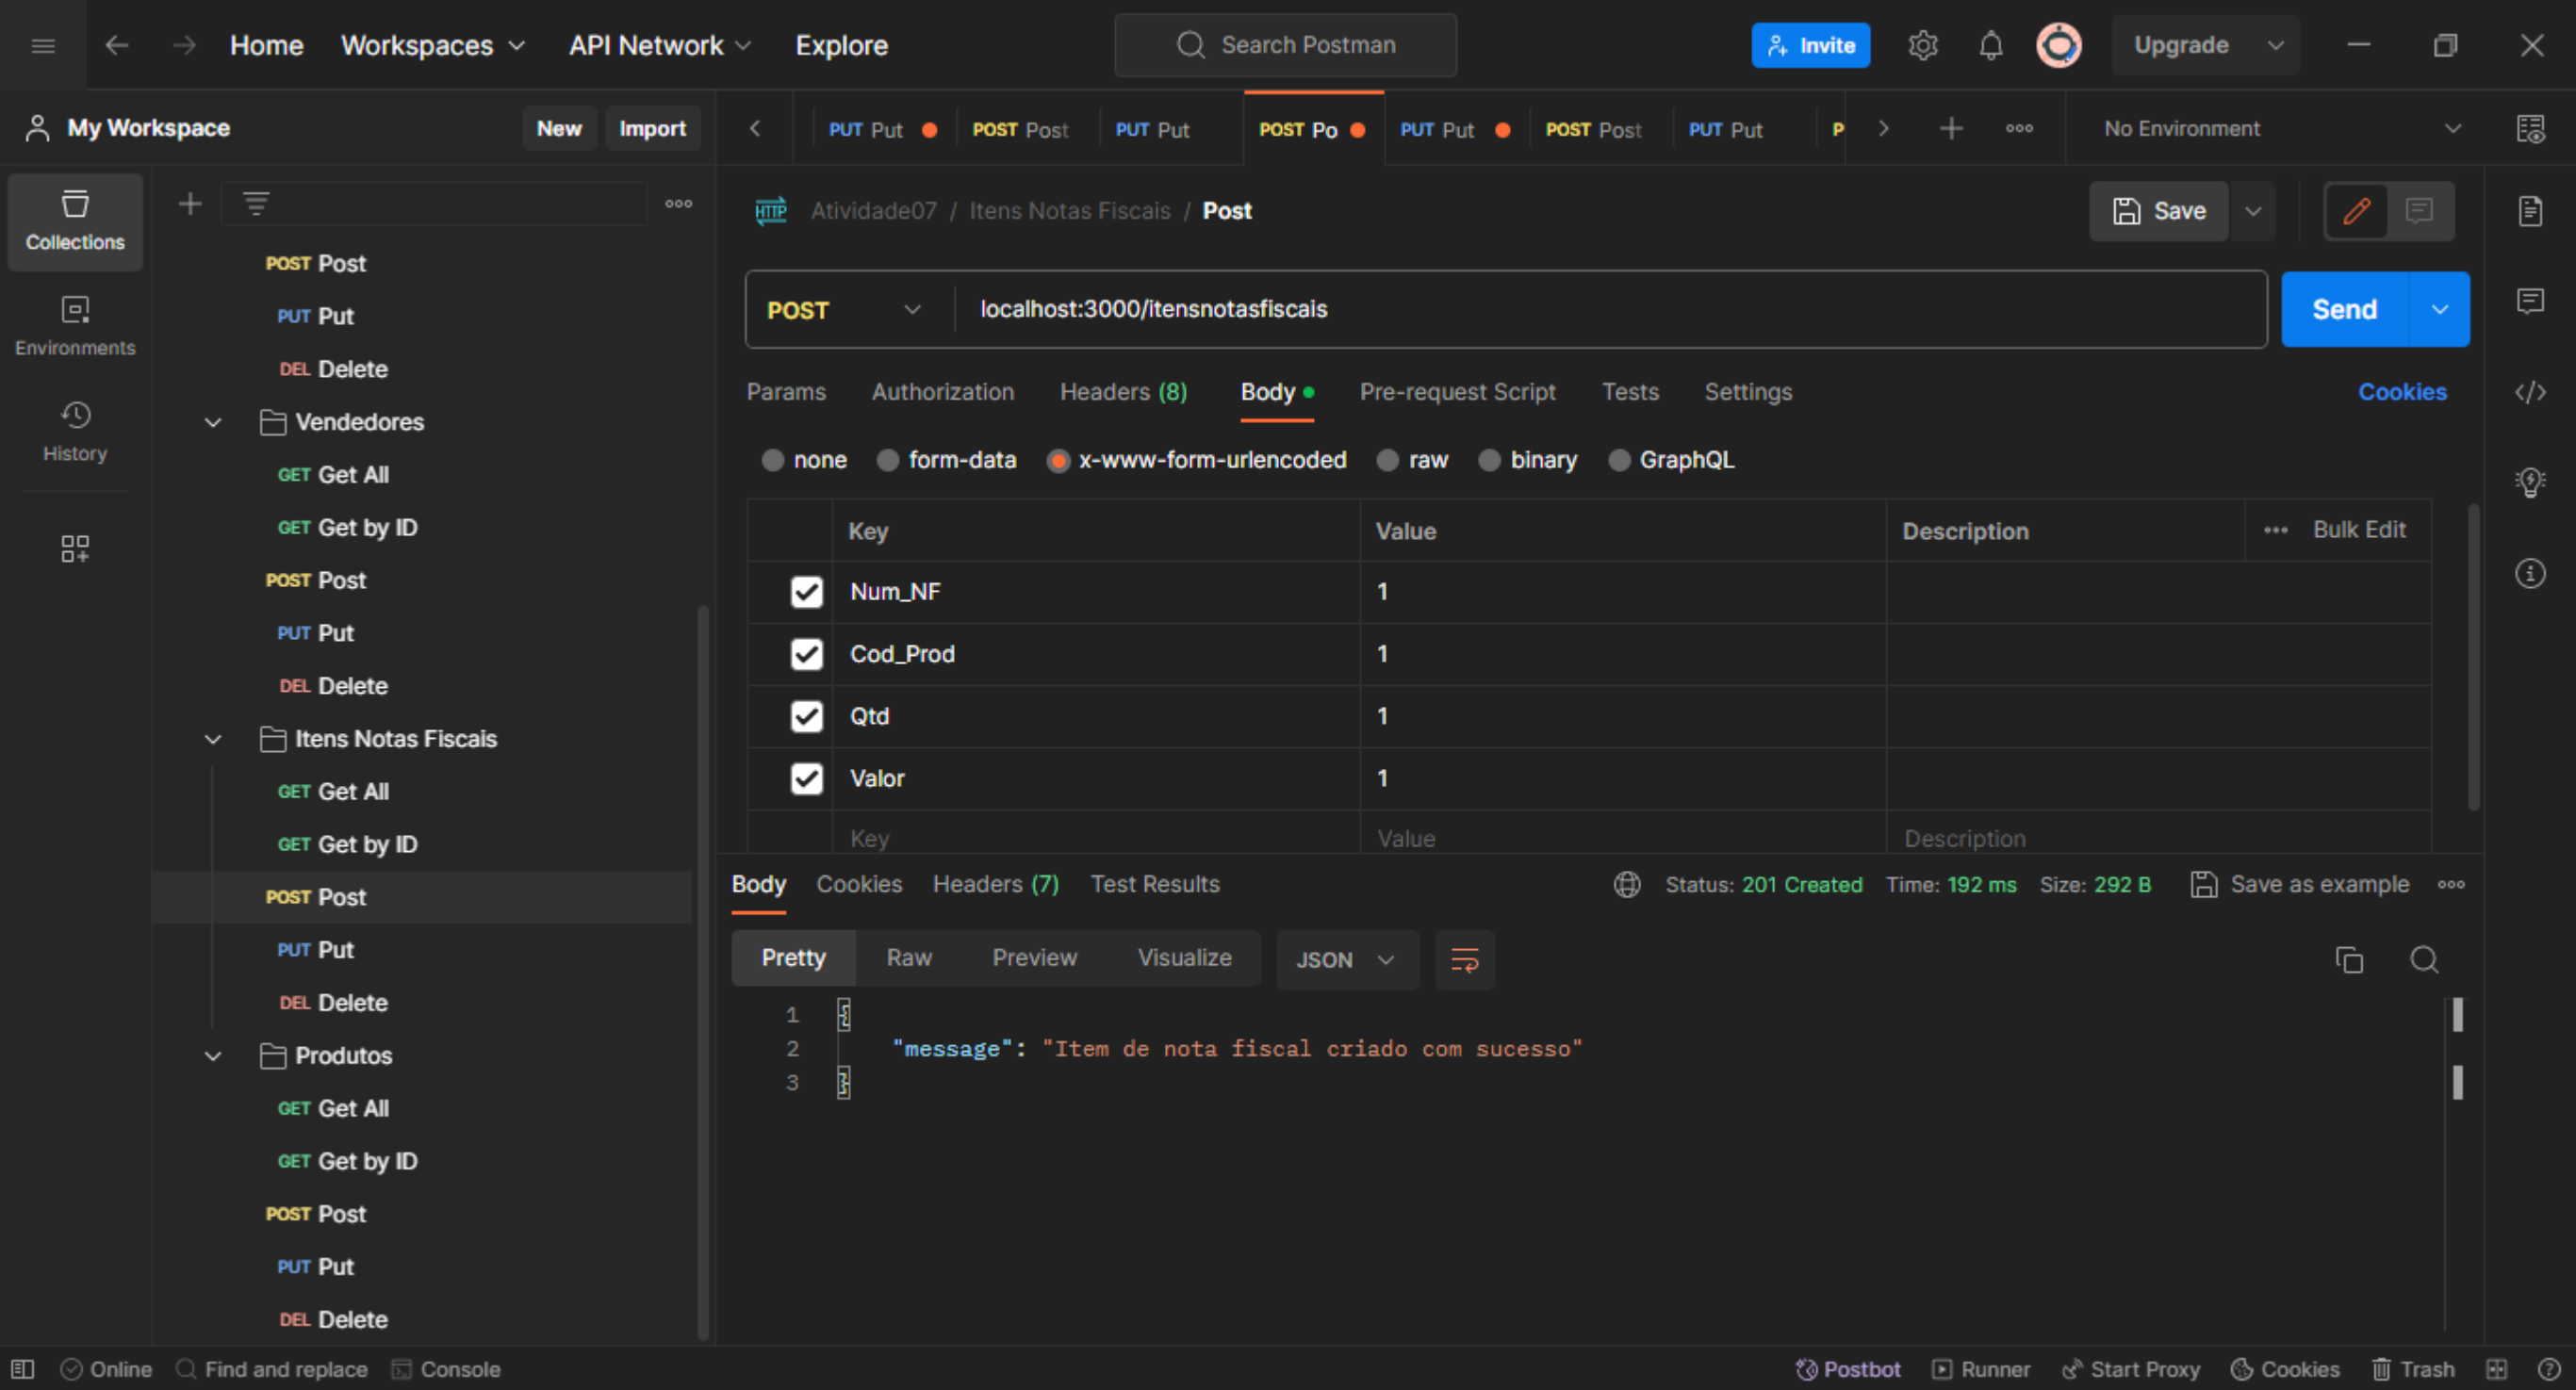 Home Workspaces API Network Explore Search Postman Invite Upgrade
My Workspace New Import
PUT Put POST Post PUT Put POST Po PUT Put POST Post PUT Put P No Environment
Collections
Environments
History
POST Post
PUT Put
DEL Delete
Vendedores
GET Get All
GET Get by ID
POST Post
PUT Put
DEL Delete
Itens Notas Fiscais
GET Get All
GET Get by ID
POST Post
PUT Put
DEL Delete
Produtos
GET Get All
GET Get by ID
POST Post
PUT Put
DEL Delete
HTTP Atividade07 / Itens Notas Fiscais / Post Save
POST localhost:3000/itensnotasfiscais Send
Params Authorization Headers (8) Body Pre-request Script Tests Settings Cookies
none form-data x-www-form-urlencoded raw binary GraphQL
Key Value Description Bulk Edit
Num_NF 1
Cod_Prod 1
Qtd 1
Valor 1
Key Value Description
Body Cookies Headers (7) Test Results Status: 201 Created Time: 192 ms Size: 292 B Save as example
Pretty Raw Preview Visualize JSON
1 {
2 "message": "Item de nota fiscal criado com sucesso"
3 }
Online Find and replace Console Postbot Runner Start Proxy Cookies Trash